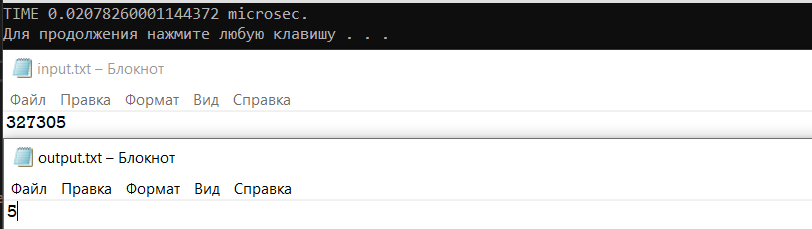 TIME 0.02078260001144372 microsec.
Для продолжения нажмите любую клавишу . . .
input.txt – Блокнот
Файл Правка Формат Вид Справка
327305
output.txt – Блокнот
Файл Правка Формат Вид Справка
5